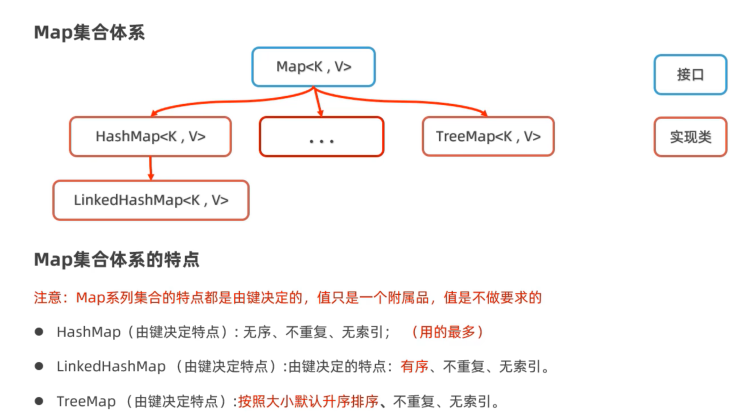 Map集合体系
Map<K , V>
接口
HashMap<K , V>
...
TreeMap<K , V>
实现类
LinkedHashMap<K , V>
Map集合体系的特点
注意：Map系列集合的特点都是由键决定的，值只是一个附属品，值是不做要求的
● HashMap（由键决定特点）: 无序、不重复、无索引； （用的最多）
● LinkedHashMap （由键决定特点）:由键决定的特点：有序、不重复、无索引。
● TreeMap （由键决定特点）:按照大小默认升序排序、不重复、无索引。